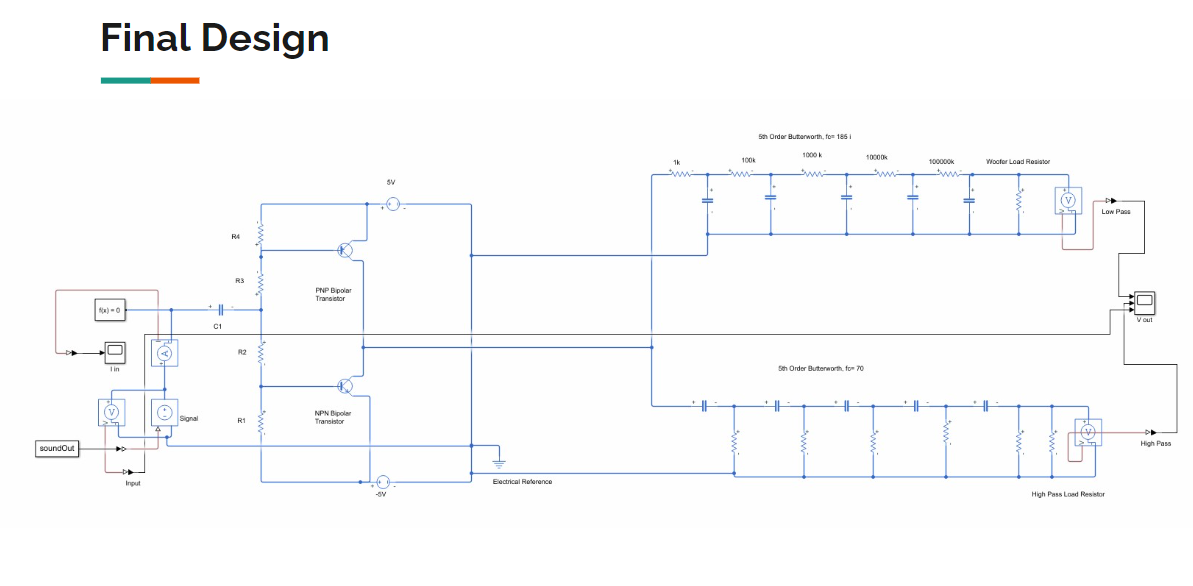 Final Design
5th Order Butterworth, fc= 185 i
1k
100k
1000 k
10000k
100000k
Woofer Load Resistor
5V
V
Low Pass
R4
R3
PNP Bipolar
Transistor
f(x) = 0
C1
V out
I in
A
R2
5th Order Butterworth, fc= 70
V
Signal
R1
NPN Bipolar
Transistor
V
High Pass
soundOut
Input
Electrical Reference
-5V
High Pass Load Resistor